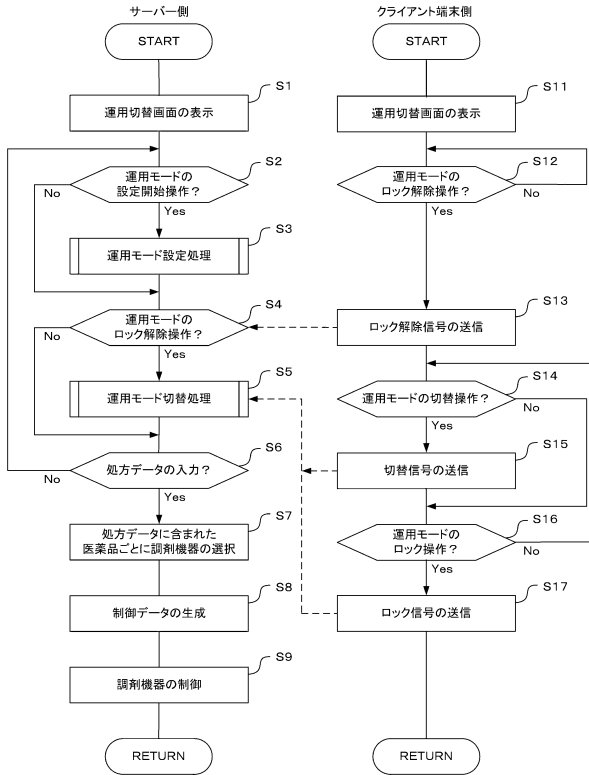 サーバー側
START
運用切替画面の表示
S1
運用モードの
設定開始操作？
S2
No
Yes
運用モード設定処理
S3
運用モードの
ロック解除操作？
S4
No
Yes
運用モード切替処理
S5
処方データの入力？
S6
No
Yes
処方データに含まれた
医薬品ごとに調剤機器の選択
S7
制御データの生成
S8
調剤機器の制御
S9
RETURN
クライアント端末側
START
運用切替画面の表示
S11
運用モードの
ロック解除操作？
S12
No
Yes
ロック解除信号の送信
S13
運用モードの切替操作？
S14
No
Yes
切替信号の送信
S15
運用モードの
ロック操作？
S16
No
Yes
ロック信号の送信
S17
RETURN